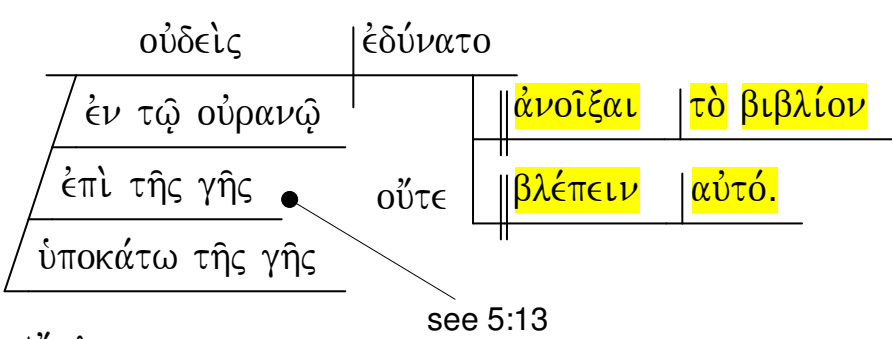 οὐδεὶς ἐδύνατο
ἐν τῷ οὐρανῷ ἀνοῖξαι τὸ βιβλίον
ἐπὶ τῆς γῆς οὔτε βλέπειν αὐτό.
ὑποκάτω τῆς γῆς
see 5:13